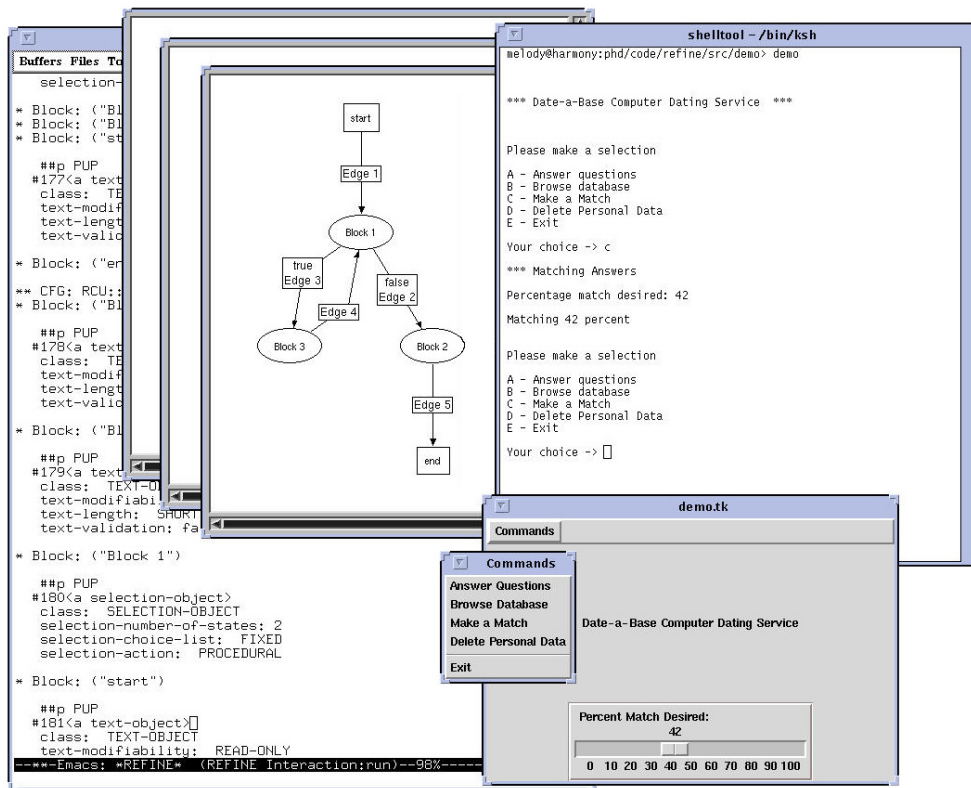 Buffers Files To
selection-
* Block: ("Bl
* Block: ("Bl
* Block: ("st
##p PUP
#177<a text
class: TE
text-modif
text-lengt
text-valid
* Block: ("en
** CFG: RCU::
* Block: ("Bl
##p PUP
#178<a text
class: TE
text-modif
text-lengt
text-valid
* Block: ("Bl
##p PUP
#179<a text
class: TEXT-O
text-modifiabi
text-length: SHORT
text-validation: fa
* Block: ("Block 1")
##p PUP
#180<a selection-object>
class: SELECTION-OBJECT
selection-number-of-states: 2
selection-choice-list: FIXED
selection-action: PROCEDURAL
* Block: ("start")
##p PUP
#181<a text-object>
class: TEXT-OBJECT
text-modifiability: READ-ONLY
--**-Emacs: *REFINE* (REFINE Interaction:run)--98%-----
start
Edge 1
Block 1
true
Edge 3
false
Edge 2
Edge 4
Block 3
Block 2
Edge 5
end
shelltool - /bin/ksh
melody@harmony:phd/code/refine/src/demo> demo
*** Date-a-Base Computer Dating Service ***
Please make a selection
A - Answer questions
B - Browse database
C - Make a Match
D - Delete Personal Data
E - Exit
Your choice -> c
*** Matching Answers
Percentage match desired: 42
Matching 42 percent
Please make a selection
A - Answer questions
B - Browse database
C - Make a Match
D - Delete Personal Data
E - Exit
Your choice ->
demo.tk
Commands
Commands
Answer Questions
Browse Database
Make a Match
Delete Personal Data
Exit
Date-a-Base Computer Dating Service
Percent Match Desired:
42
0 10 20 30 40 50 60 70 80 90 100